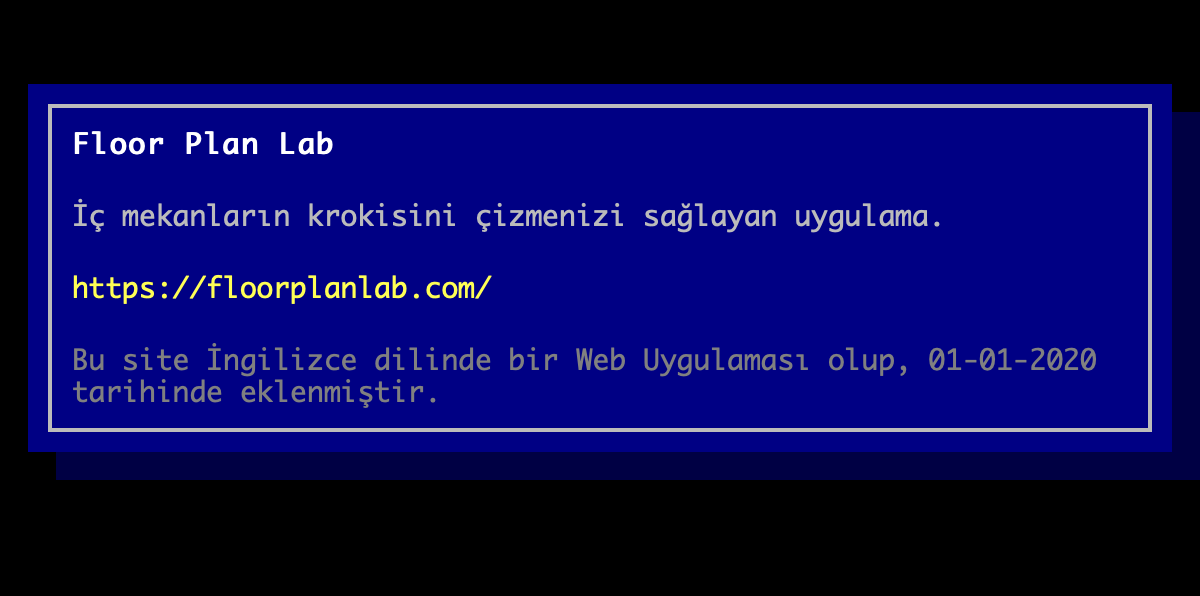 Floor Plan Lab
İç mekanların krokisini çizmenizi sağlayan uygulama.
https://floorplanlab.com/
Bu site İngilizce dilinde bir Web Uygulaması olup, 01-01-2020
tarihinde eklenmiştir.